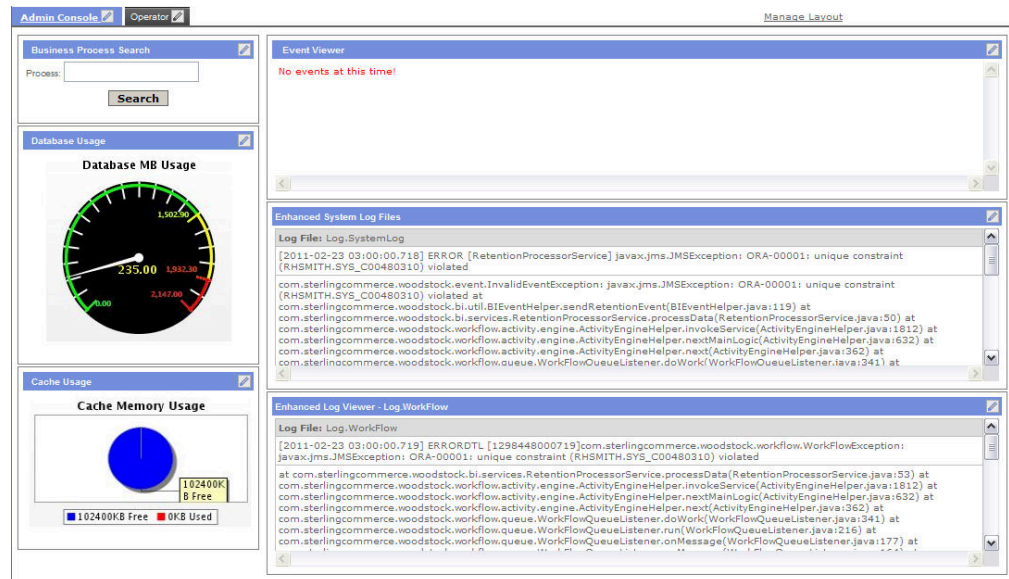 Admin Console
Operator
Manage Layout
Business Process Search
Process:
Search
Database Usage
Database MB Usage
1,502.90
235.00
1,932.30
2,147.00
0.00
Cache Usage
Cache Memory Usage
102400K
B Free
102400KB Free
0KB Used
Event Viewer
No events at this time!
Enhanced System Log Files
Log File: Log.SystemLog
[2011-02-23 03:00:00.718] ERROR [RetentionProcessorService] javax.jms.JMSException: ORA-00001: unique constraint
(RHSMITH.SYS_C00480310) violated
com.sterlingcommerce.woodstock.event.InvalidEventException: javax.jms.JMSException: ORA-00001: unique constraint
(RHSMITH.SYS_C00480310) violated at
com.sterlingcommerce.woodstock.bi.util.BIEventHelper.sendRetentionEvent(BIEventHelper.java:119) at
com.sterlingcommerce.woodstock.bi.services.RetentionProcessorService.processData(RetentionProcessorService.java:50) at
com.sterlingcommerce.woodstock.workflow.activity.engine.ActivityEngineHelper.invokeService(ActivityEngineHelper.java:1812) at
com.sterlingcommerce.woodstock.workflow.activity.engine.ActivityEngineHelper.nextMainLogic(ActivityEngineHelper.java:632) at
com.sterlingcommerce.woodstock.workflow.activity.engine.ActivityEngineHelper.next(ActivityEngineHelper.java:362) at
com.sterlingcommerce.woodstock.workflow.queue.WorkFlowQueueListener.doWork(WorkFlowQueueListener.java:341) at
Enhanced Log Viewer - Log.WorkFlow
Log File: Log.WorkFlow
[2011-02-23 03:00:00.719] ERRORDTL [1298448000719]com.sterlingcommerce.woodstock.workflow.WorkFlowException:
javax.jms.JMSException: ORA-00001: unique constraint (RHSMITH.SYS_C00480310) violated
at com.sterlingcommerce.woodstock.bi.services.RetentionProcessorService.processData(RetentionProcessorService.java:53) at
com.sterlingcommerce.woodstock.workflow.activity.engine.ActivityEngineHelper.invokeService(ActivityEngineHelper.java:1812) at
com.sterlingcommerce.woodstock.workflow.activity.engine.ActivityEngineHelper.nextMainLogic(ActivityEngineHelper.java:632) at
com.sterlingcommerce.woodstock.workflow.activity.engine.ActivityEngineHelper.next(ActivityEngineHelper.java:362) at
com.sterlingcommerce.woodstock.workflow.queue.WorkFlowQueueListener.doWork(WorkFlowQueueListener.java:341) at
com.sterlingcommerce.woodstock.workflow.queue.WorkFlowQueueListener.run(WorkFlowQueueListener.java:216) at
com.sterlingcommerce.woodstock.workflow.queue.WorkFlowQueueListener.onMessage(WorkFlowQueueListener.java:177) at